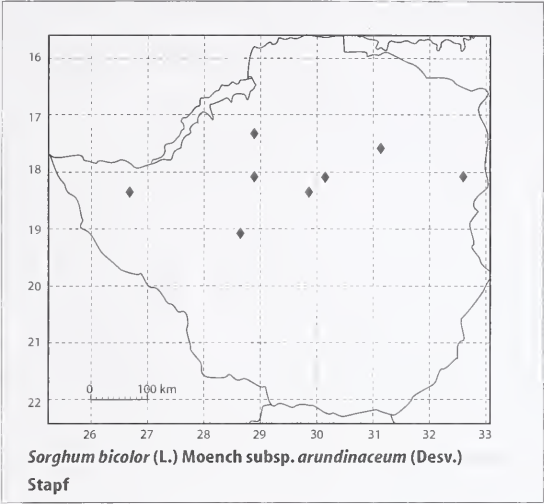 16
17
18
19
20
21
22
0 100 km
26 27 28 29 30 31 32 33
Sorghum bicolor (L.) Moench subsp. arundinaceum (Desv.)
Stapf